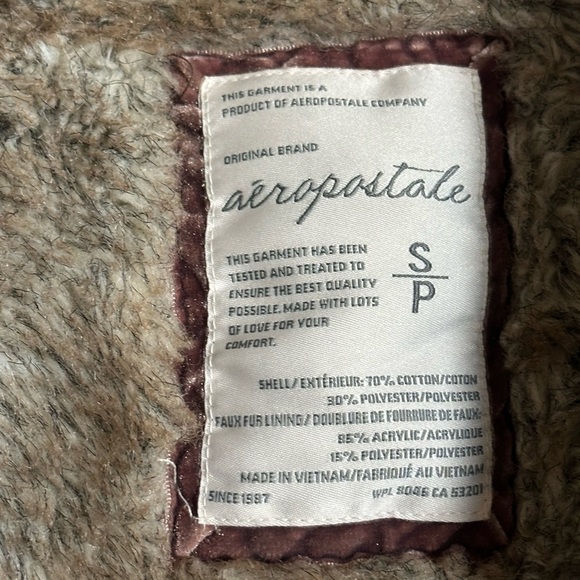 THIS GARMENT IS A
PRODUCT OF AEROPOSTALE COMPANY
ORIGINAL BRAND
aéropostale
THIS GARMENT HAS BEEN
TESTED AND TREATED TO
ENSURE THE BEST QUALITY
POSSIBLE. MADE WITH LOTS
OF LOVE FOR YOUR
COMFORT.
S
P
SHELL/EXTÉRIEUR: 70% COTTON/COTON
30% POLYESTER/POLYESTER
FAUX FUR LINING/ DOUBLURE DE FOURRURE DE FAUX:
85% ACRYLIC/ACRYLIQUE
15% POLYESTER/POLYESTER
MADE IN VIETNAM/FABRIQUÉ AU VIETNAM
SINCE 1987
WPL 9046 CA 53201